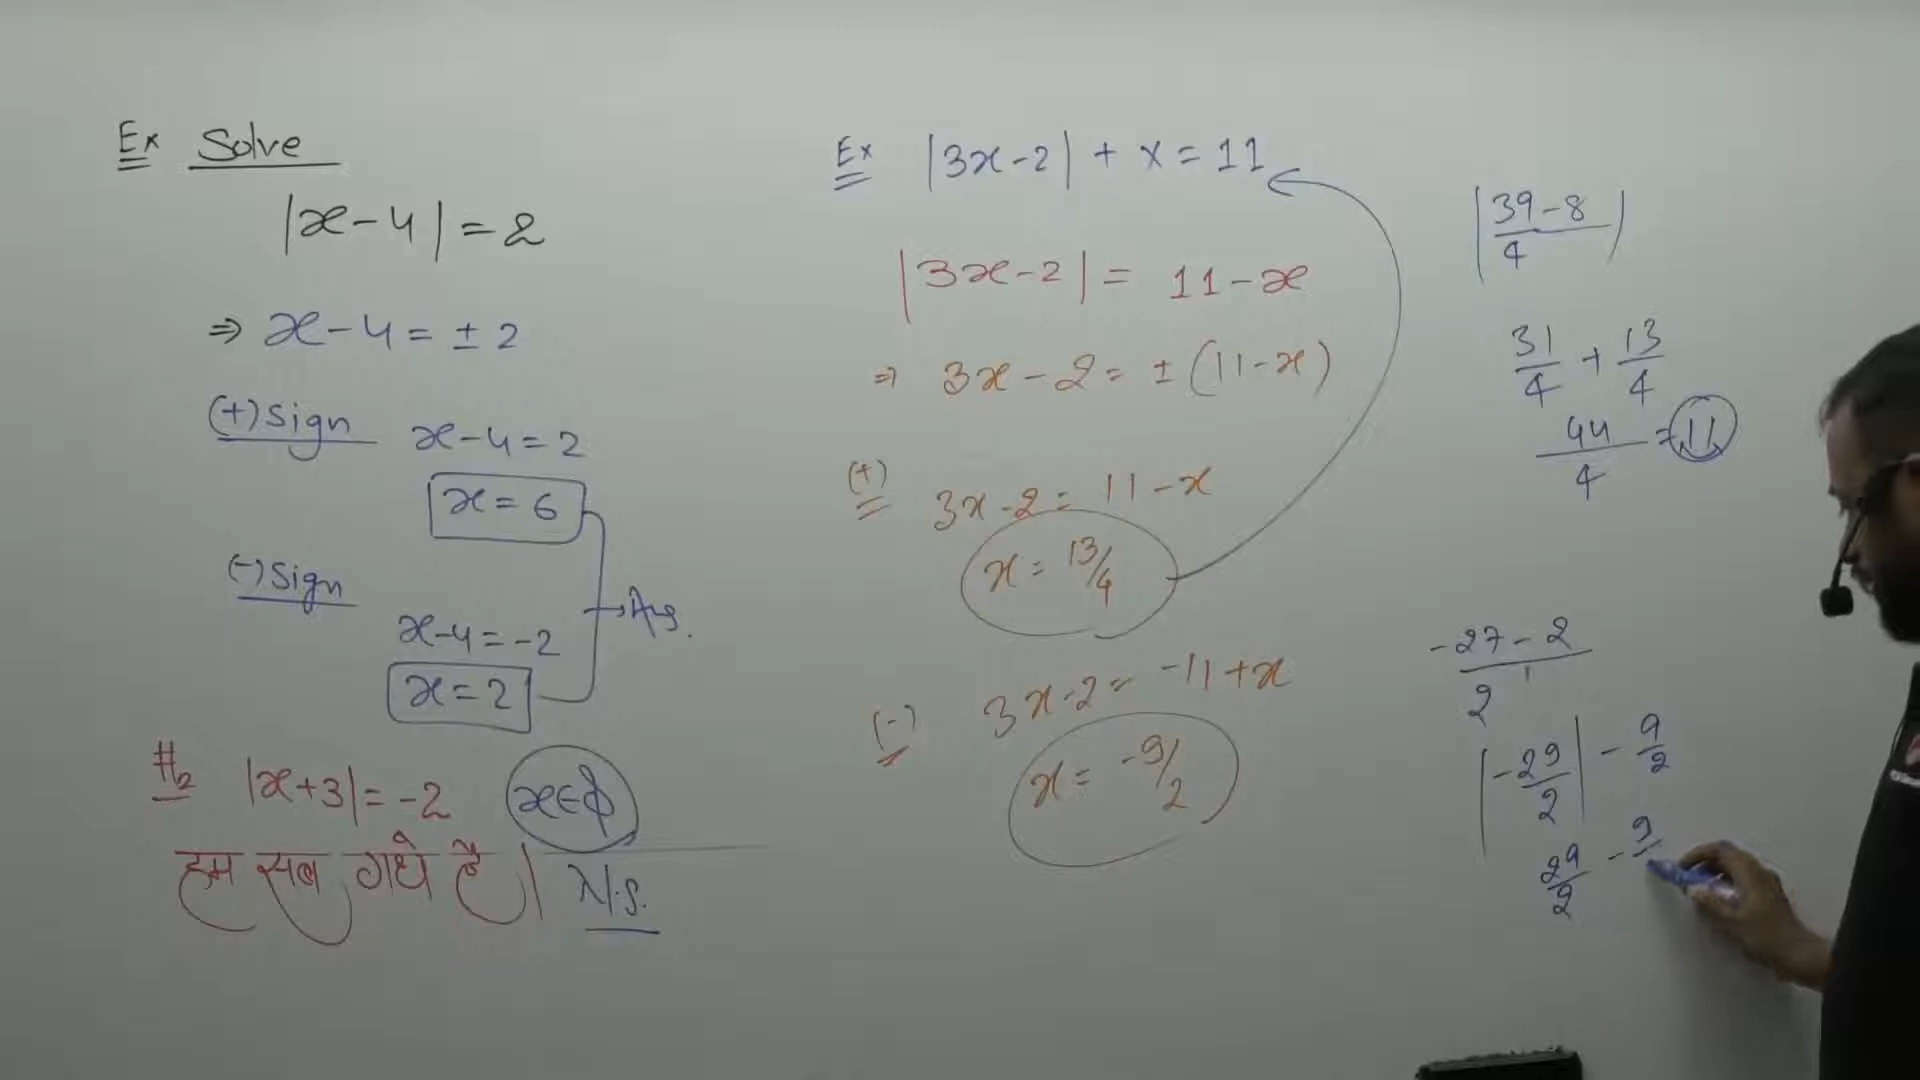 Ex Solve
|x-4| = 2
⇒ x-4 = ± 2
(+) Sign x-4 = 2
x = 6
(-) Sign
x-4 = -2
x = 2
→ Ans.
#2 |x+3| = -2 x∈ϕ
हम सब गधे है।
N.S.
Ex |3x-2| + x = 11
|3x-2| = 11-x
⇒ 3x-2 = ± (11-x)
(+) 3x-2 = 11-x
x = 13/4
(-) 3x-2 = -11+x
x = -9/2
|39-8/4|
31/4 + 13/4
44/4 = 11
-27/2 - 2/1
|-29/2| - 9/2
29/2 - 9